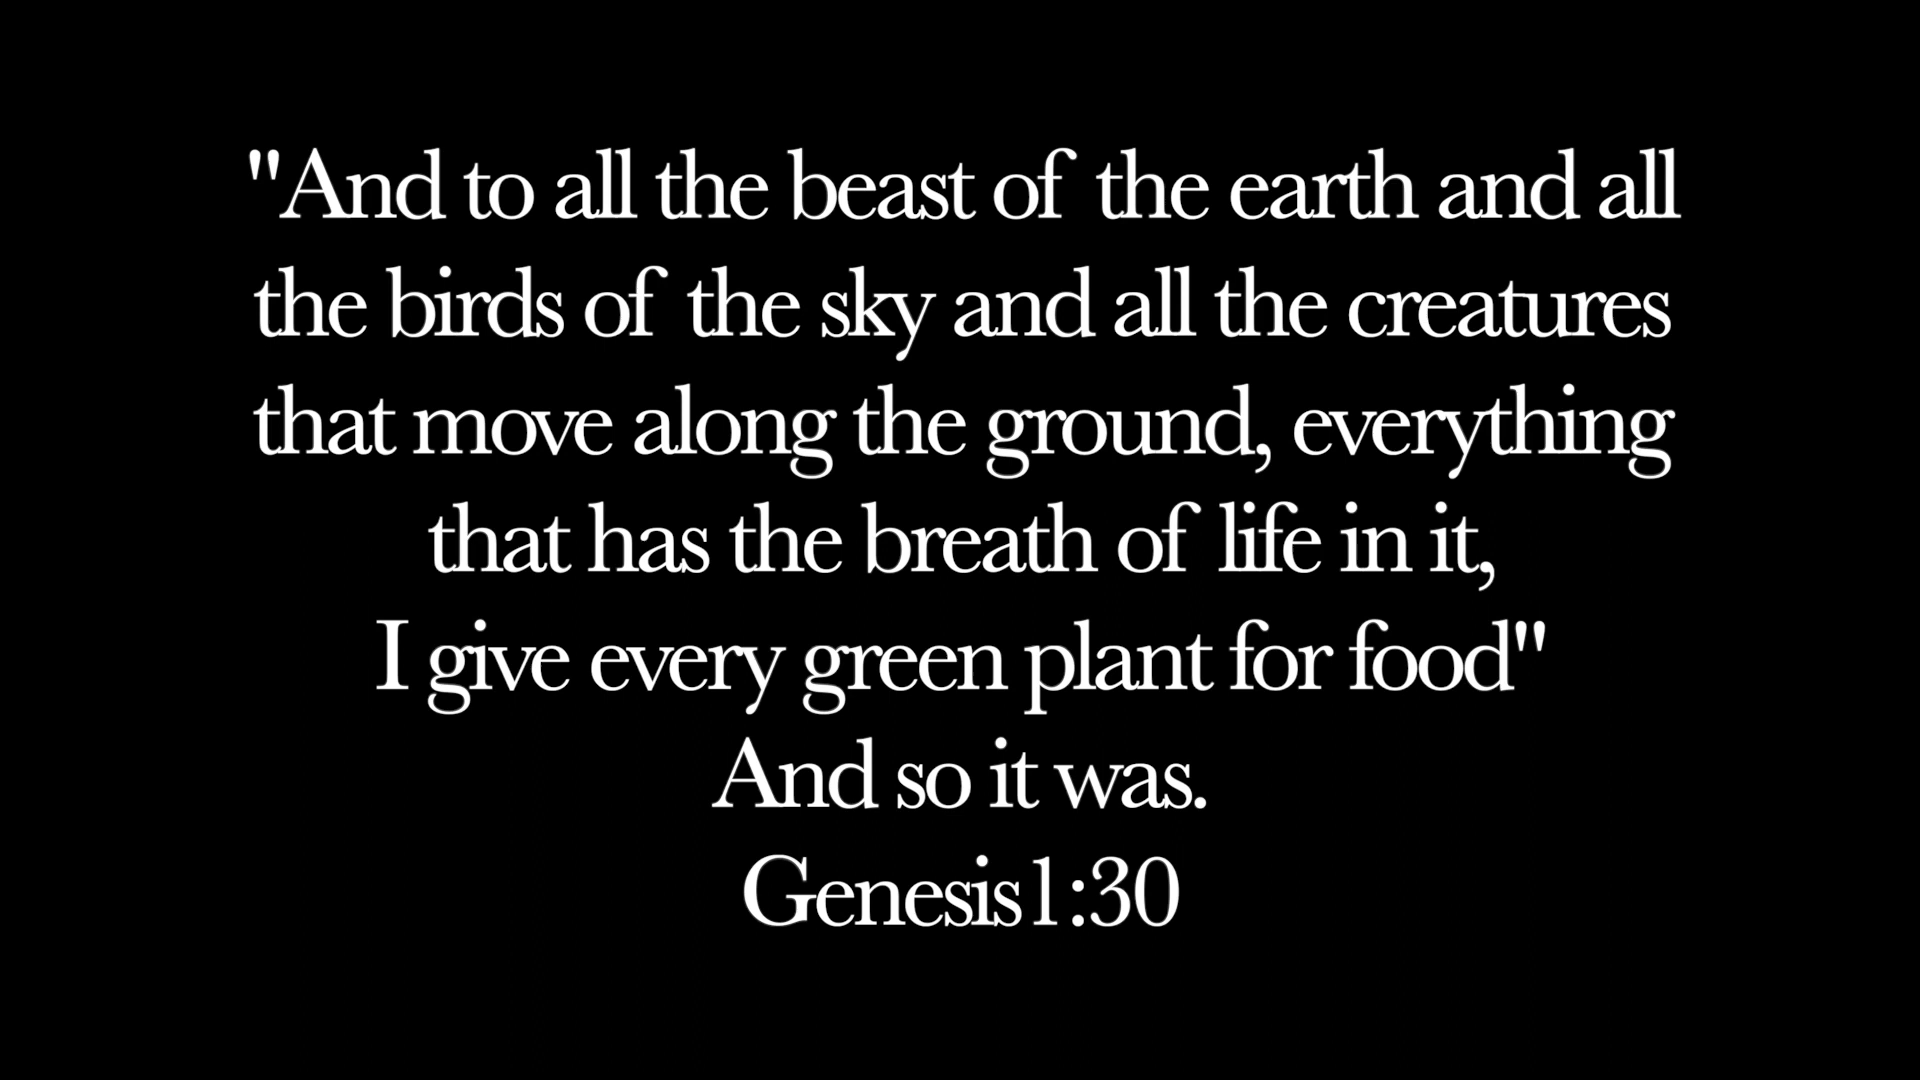 "And to all the beast of the earth and all
the birds of the sky and all the creatures
that move along the ground, everything
that has the breath of life in it,
I give every green plant for food"
And so it was.
Genesis 1:30